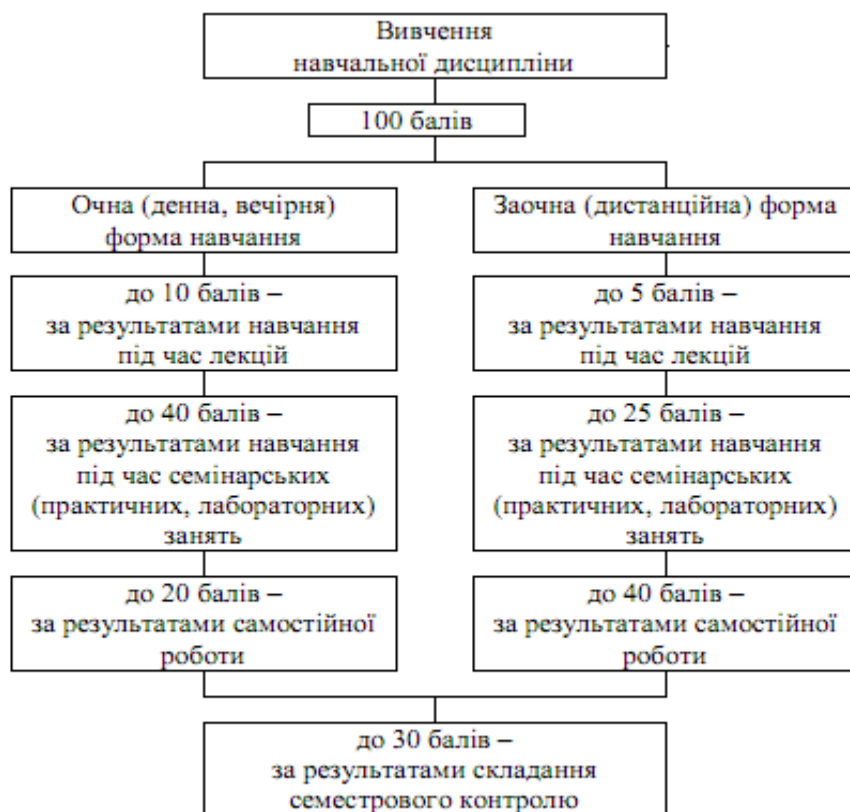 Вивчення
навчальної дисципліни
100 балів
Очна (денна, вечірня)
форма навчання
до 10 балів –
за результатами навчання
під час лекцій
до 40 балів –
за результатами навчання
під час семінарських
(практичних, лабораторних)
занять
до 20 балів –
за результатами самостійної
роботи
Заочна (дистанційна) форма
навчання
до 5 балів –
за результатами навчання
під час лекцій
до 25 балів –
за результатами навчання
під час семінарських
(практичних, лабораторних)
занять
до 40 балів –
за результатами самостійної
роботи
до 30 балів –
за результатами складання
семестрового контролю